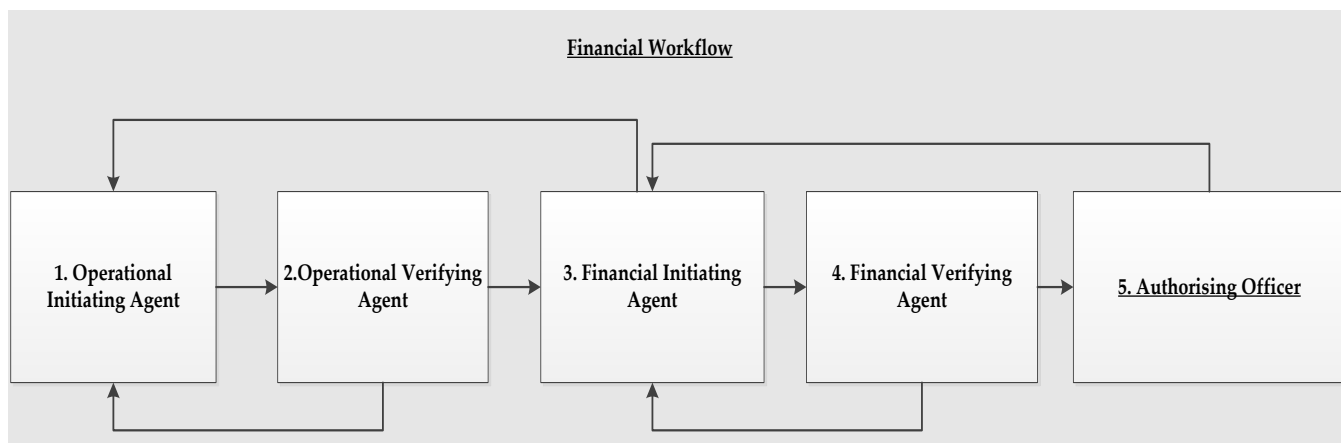 Financial Workflow
1. Operational
Initiating Agent
2.Operational Verifying
Agent
3. Financial Initiating
Agent
4. Financial Verifying
Agent
5. Authorising Officer